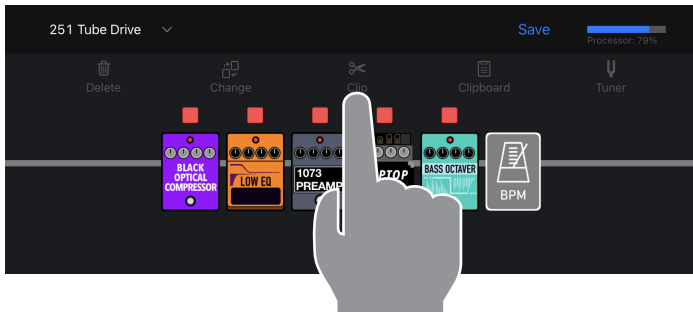 251 Tube Drive
Save
Processor: 79%
Delete
Change
Clip
Clipboard
Tuner
BLACK
OPTICAL
COMPRESSOR
LOW EQ
1073
PREAMP
BASS OCTAVER
BPM